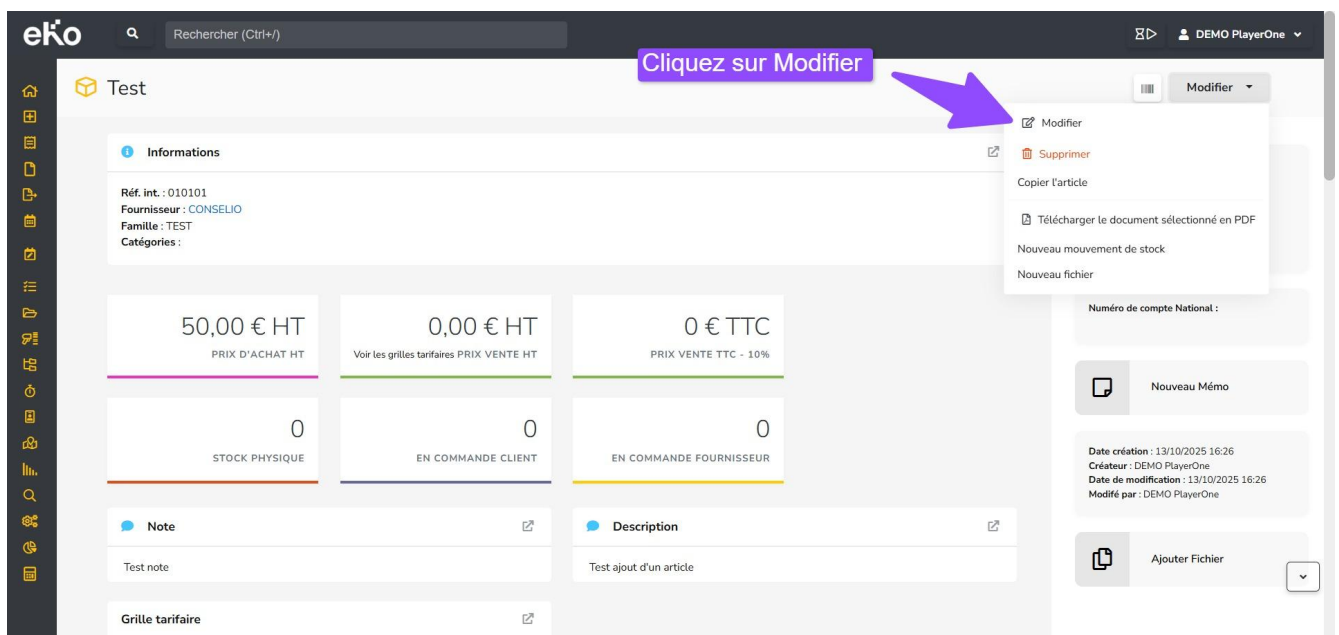 eko
Rechercher (Ctrl+/)
DEMO PlayerOne
Cliquez sur Modifier
Test
Modifier
Modifier
Supprimer
Copier l'article
Télécharger le document sélectionné en PDF
Nouveau mouvement de stock
Nouveau fichier
Informations
Réf. int. : 010101
Fournisseur : CONSELIO
Famille : TEST
Catégories :
Numéro de compte National :
50,00 € HT
PRIX D'ACHAT HT
0,00 € HT
Voir les grilles tarifaires PRIX VENTE HT
0 € TTC
PRIX VENTE TTC - 10%
Nouveau Mémo
0
STOCK PHYSIQUE
0
EN COMMANDE CLIENT
0
EN COMMANDE FOURNISSEUR
Date création : 13/10/2025 16:26
Créateur : DEMO PlayerOne
Date de modification : 13/10/2025 16:26
Modifé par : DEMO PlayerOne
Note
Test note
Description
Test ajout d'un article
Ajouter Fichier
Grille tarifaire